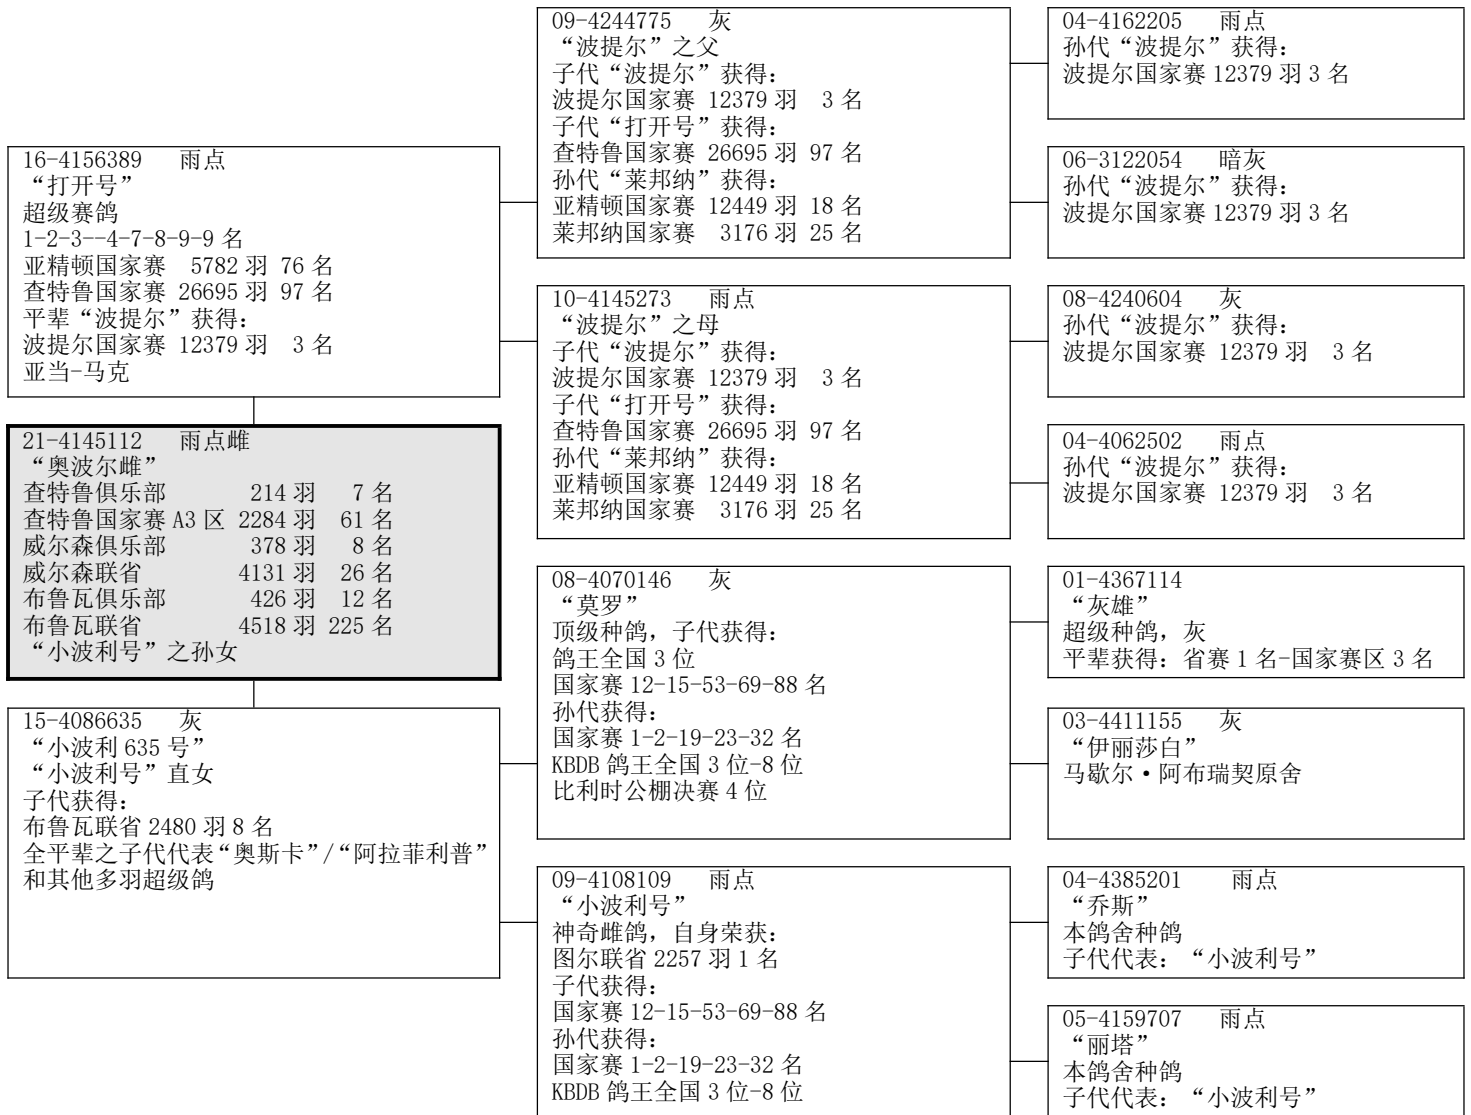 16-4156389 雨点
“打开号”
超级赛鸽
1-2-3--4-7-8-9-9 名
亚精顿国家赛 5782 羽 76 名
查特鲁国家赛 26695 羽 97 名
平辈“波提尔”获得：
波提尔国家赛 12379 羽 3 名
亚当-马克
21-4145112 雨点雌
“奥波尔雌”
查特鲁俱乐部 214 羽 7 名
查特鲁国家赛 A3 区 2284 羽 61 名
威尔森俱乐部 378 羽 8 名
威尔森联省 4131 羽 26 名
布鲁瓦俱乐部 426 羽 12 名
布鲁瓦联省 4518 羽 225 名
“小波利号”之孙女
15-4086635 灰
“小波利 635 号”
“小波利号”直女
子代获得：
布鲁瓦联省 2480 羽 8 名
全平辈之子代代表“奥斯卡”/“阿拉菲利普”
和其他多羽超级鸽
09-4244775 灰
“波提尔”之父
子代“波提尔”获得：
波提尔国家赛 12379 羽 3 名
子代“打开号”获得：
查特鲁国家赛 26695 羽 97 名
孙代“莱邦纳”获得：
亚精顿国家赛 12449 羽 18 名
莱邦纳国家赛 3176 羽 25 名
10-4145273 雨点
“波提尔”之母
子代“波提尔”获得：
波提尔国家赛 12379 羽 3 名
子代“打开号”获得：
查特鲁国家赛 26695 羽 97 名
孙代“莱邦纳”获得：
亚精顿国家赛 12449 羽 18 名
莱邦纳国家赛 3176 羽 25 名
08-4070146 灰
“莫罗”
顶级种鸽，子代获得：
鸽王全国 3 位
国家赛 12-15-53-69-88 名
孙代获得：
国家赛 1-2-19-23-32 名
KBDB 鸽王全国 3 位-8 位
比利时公棚决赛 4 位
09-4108109 雨点
“小波利号”
神奇雌鸽，自身荣获：
图尔联省 2257 羽 1 名
子代获得：
国家赛 12-15-53-69-88 名
孙代获得：
国家赛 1-2-19-23-32 名
KBDB 鸽王全国 3 位-8 位
04-4162205 雨点
孙代“波提尔”获得：
波提尔国家赛 12379 羽 3 名
06-3122054 暗灰
孙代“波提尔”获得：
波提尔国家赛 12379 羽 3 名
08-4240604 灰
孙代“波提尔”获得：
波提尔国家赛 12379 羽 3 名
04-4062502 雨点
孙代“波提尔”获得：
波提尔国家赛 12379 羽 3 名
01-4367114
“灰雄”
超级种鸽，灰
平辈获得：省赛 1 名-国家赛区 3 名
03-4411155 灰
“伊丽莎白”
马歇尔·阿布瑞契原舍
04-4385201 雨点
“乔斯”
本鸽舍种鸽
子代代表：“小波利号”
05-4159707 雨点
“丽塔”
本鸽舍种鸽
子代代表：“小波利号”